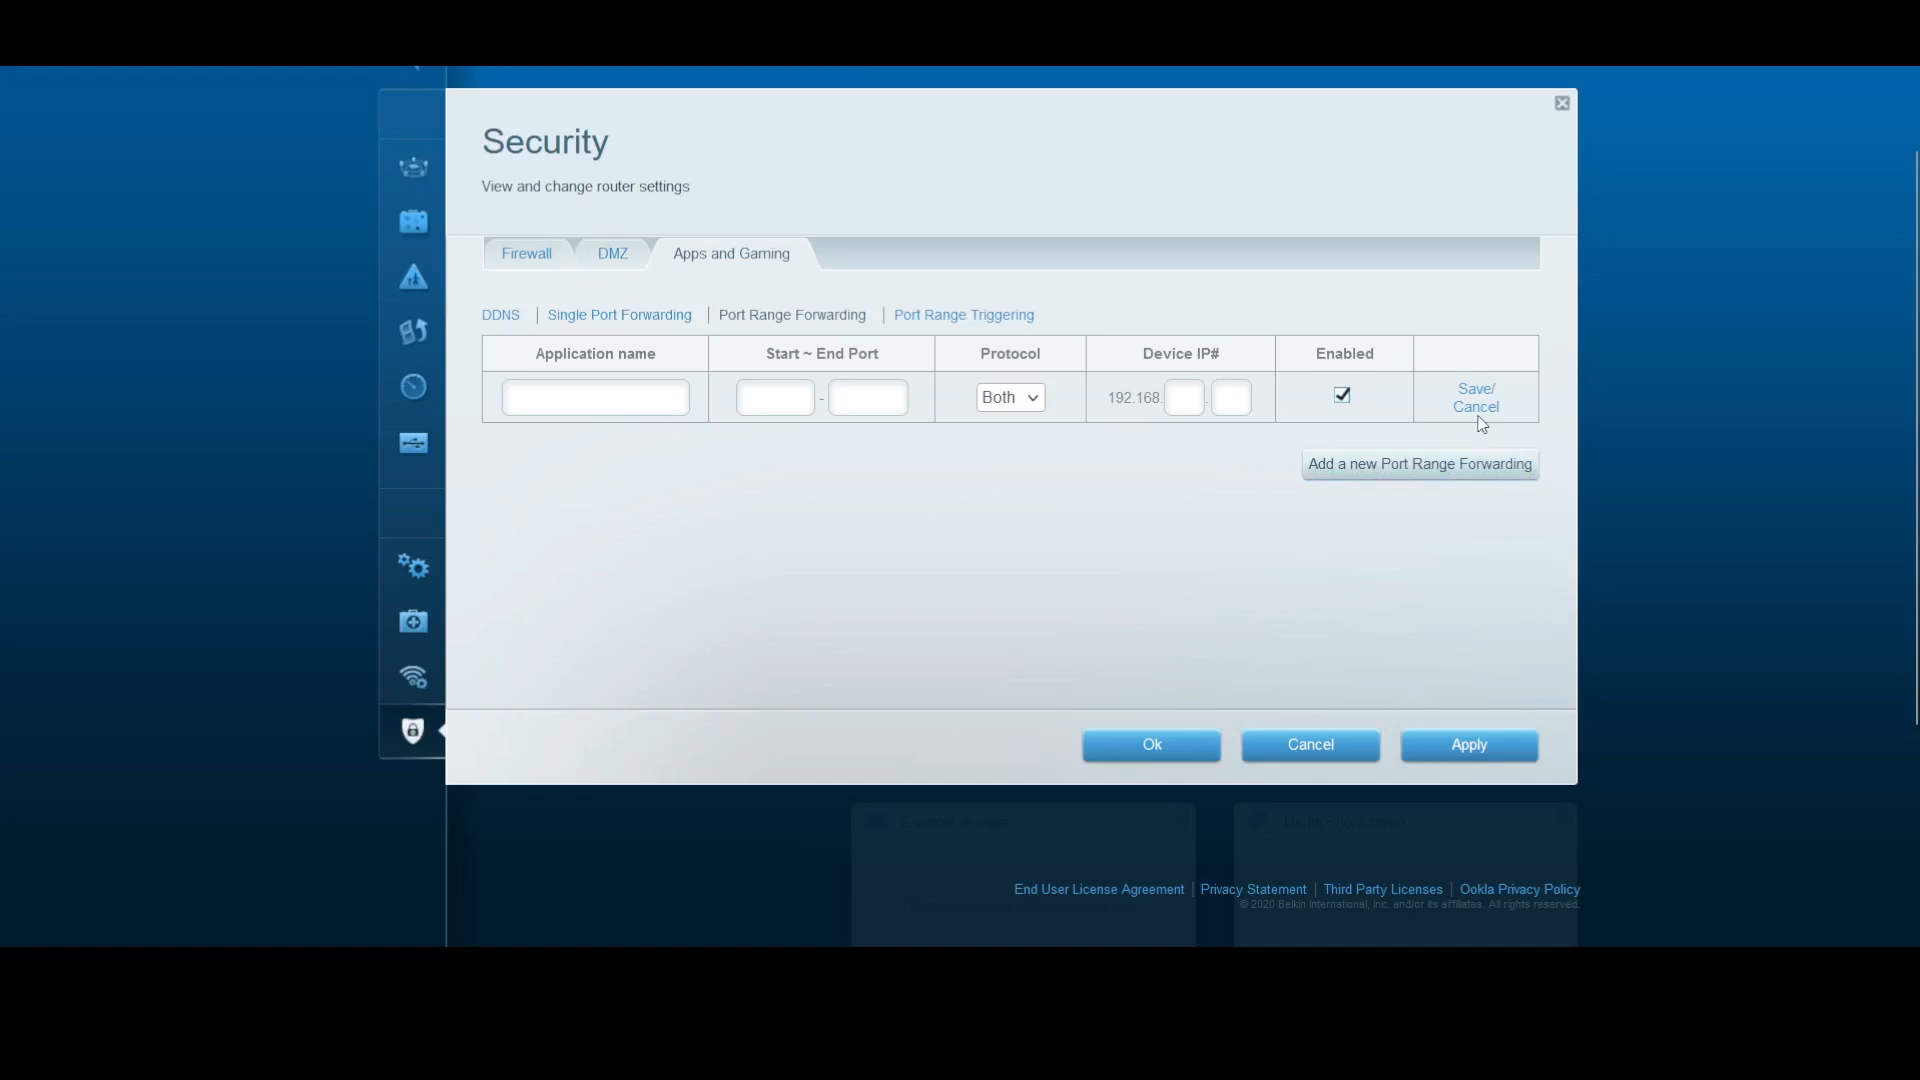 Security
View and change router settings
Firewall DMZ Apps and Gaming
DDNS | Single Port Forwarding | Port Range Forwarding | Port Range Triggering
Application name Start ~ End Port Protocol Device IP# Enabled
- Both 192.168. . Save/
Cancel
Add a new Port Range Forwarding
Ok Cancel Apply
End User License Agreement | Privacy Statement | Third Party Licenses | Ookla Privacy Policy
© 2020 Belkin International, Inc. and/or its affiliates. All rights reserved.